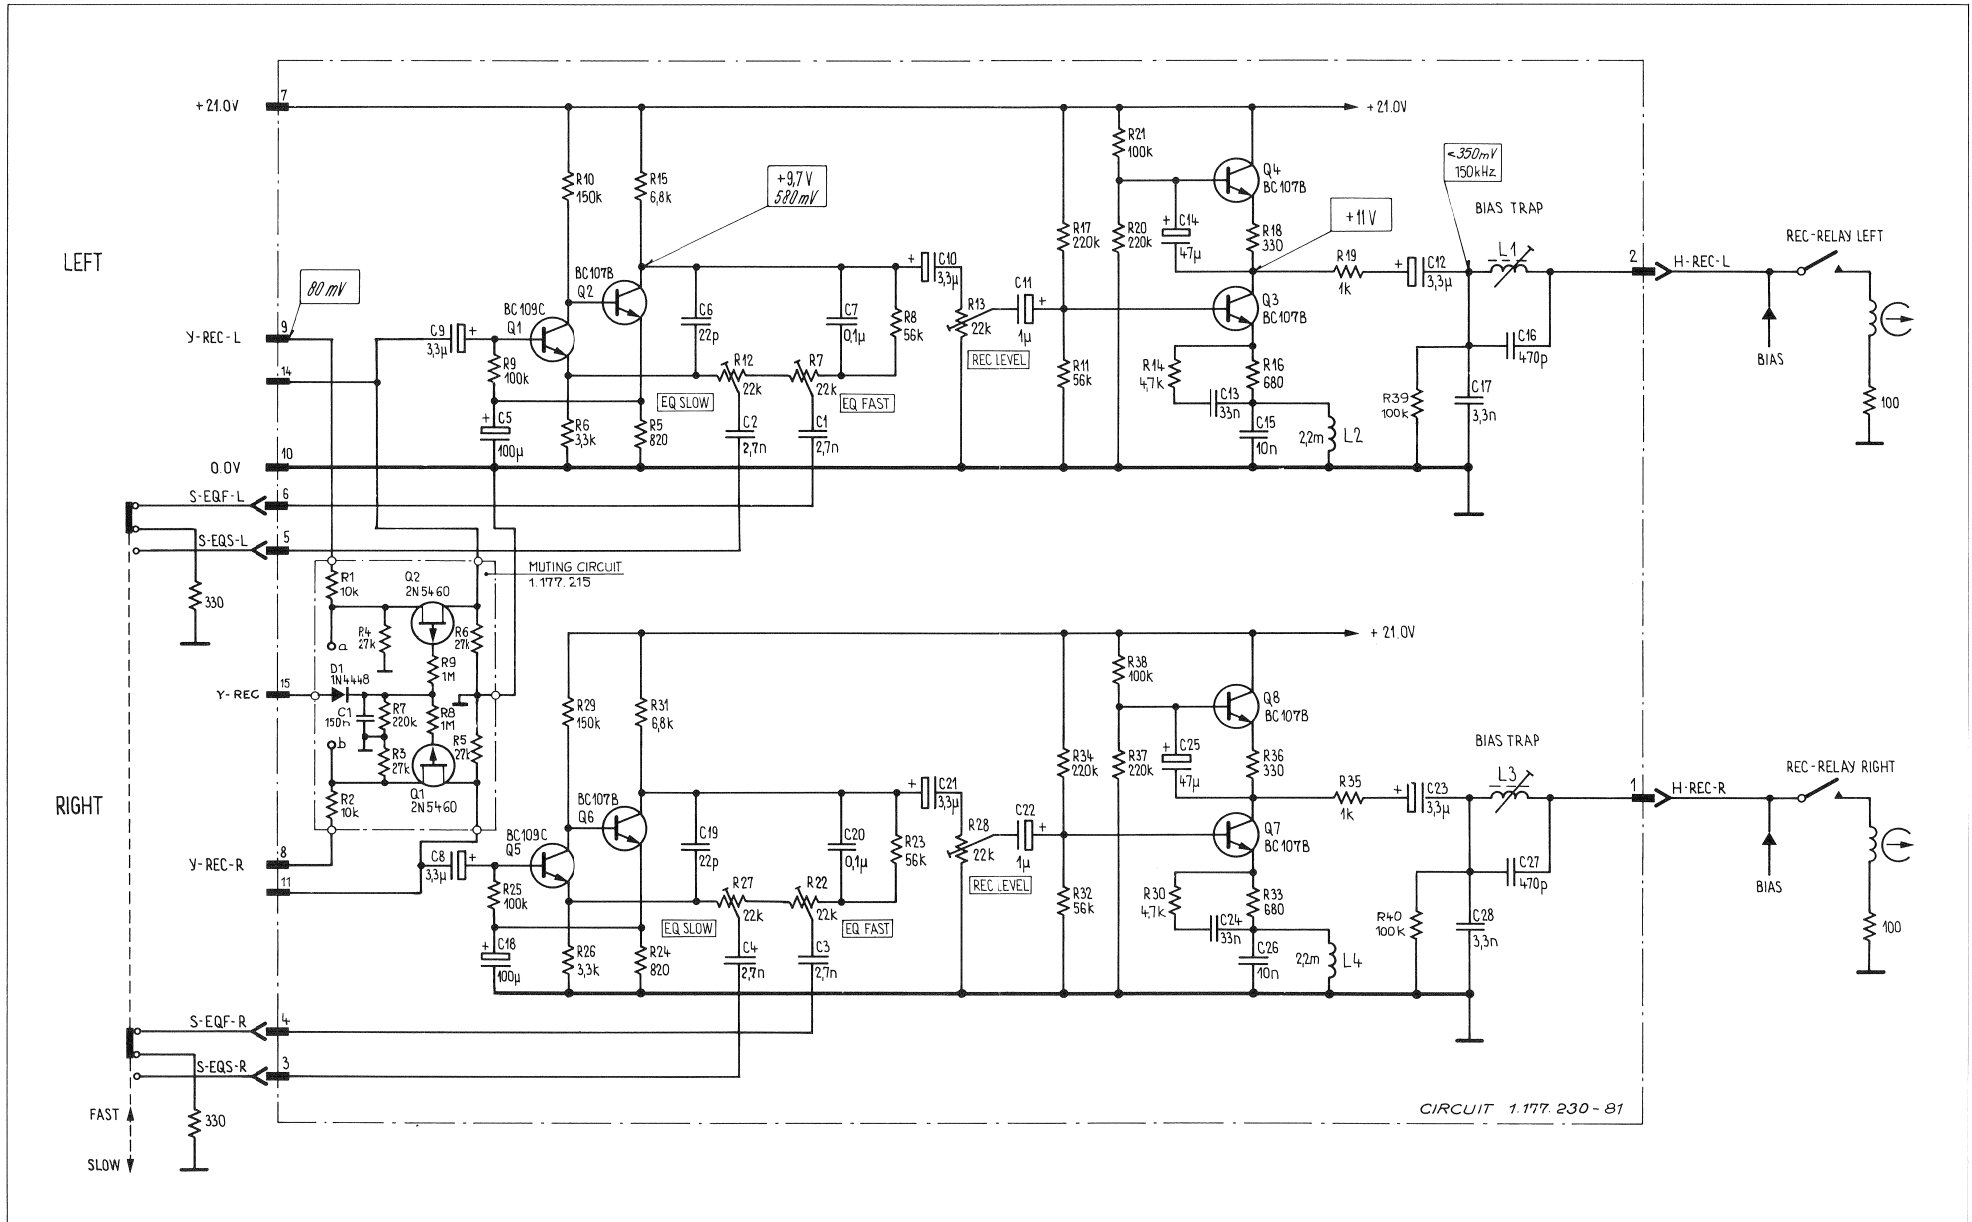 +21.0V
7
+21.0V
R10
150k
R15
6,8k
+9,7V
580mV
R21
100k
Q4
BC107B
<350mV
150kHz
BIAS TRAP
LEFT
80 mV
BC107B
Q2
BC109C
Q1
C10
3,3µ
R17
220k
R20
220k
C14
47µ
R18
330
+11V
R19
1k
C12
3,3µ
L1
2
H-REC-L
REC-RELAY LEFT
Y-REC-L
9
14
C9
3,3µ
R9
100k
C6
22p
C7
0,1µ
R8
56k
R13
22k
REC LEVEL
C11
1µ
Q3
BC107B
C16
470p
BIAS
R12
22k
R7
22k
EQ SLOW
EQ FAST
R11
56k
R14
4,7k
R16
680
C13
33n
C15
10n
2,2m
L2
R39
100k
C17
3,3n
100
C5
100µ
R6
3,3k
R5
820
C2
2,7n
C1
2,7n
0.0V
10
S-EQF-L
6
S-EQS-L
5
330
MUTING CIRCUIT
1.177.215
R1
10k
Q2
2N5460
R4
27k
R6
27k
a
R9
1M
D1
1N4448
Y-REC
15
C1
150n
R7
220k
R8
1M
b
R3
27k
R5
27k
R2
10k
Q1
2N5460
+21.0V
R29
150k
R31
6,8k
R38
100k
Q8
BC107B
BIAS TRAP
RIGHT
BC107B
Q6
BC109C
Q5
C21
3,3µ
R34
220k
R37
220k
C25
47µ
R36
330
R35
1k
C23
3,3µ
L3
1
H-REC-R
REC-RELAY RIGHT
Y-REC-R
8
11
C8
3,3µ
R25
100k
C19
22p
C20
0,1µ
R23
56k
R28
22k
REC LEVEL
C22
1µ
Q7
BC107B
C27
470p
BIAS
R27
22k
R22
22k
EQ SLOW
EQ FAST
R32
56k
R30
4,7k
R33
680
C24
33n
C26
10n
2,2m
L4
R40
100k
C28
3,3n
100
C18
100µ
R26
3,3k
R24
820
C4
2,7n
C3
2,7n
S-EQF-R
4
S-EQS-R
3
FAST
SLOW
330
CIRCUIT 1.177.230-81